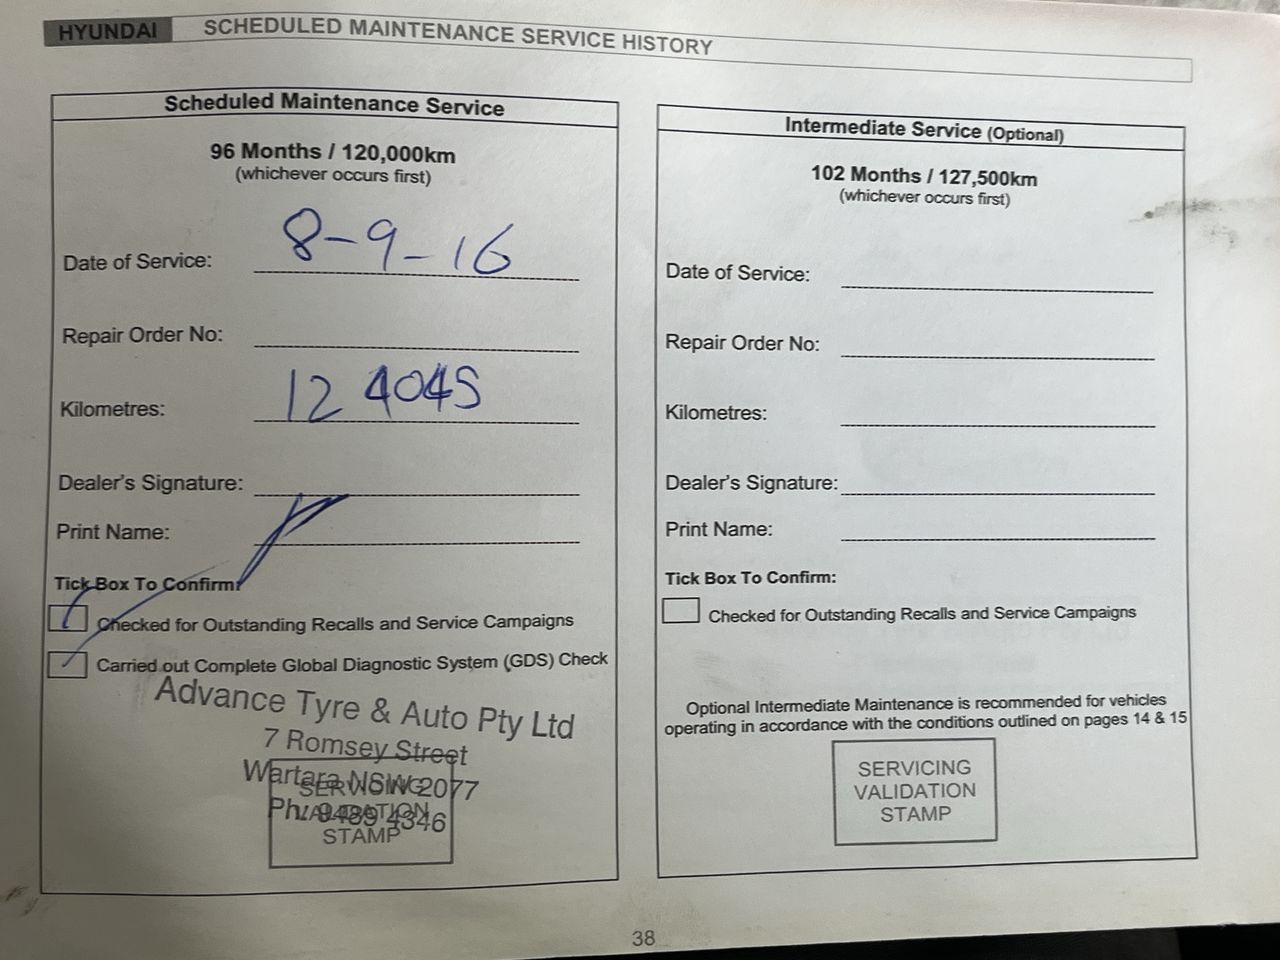 HYUNDAI SCHEDULED MAINTENANCE SERVICE HISTORY
Scheduled Maintenance Service
96 Months / 120,000km
(whichever occurs first)
Date of Service: 8-9-16
Repair Order No:
Kilometres: 124045
Dealer's Signature:
Print Name:
Tick Box To Confirm:
Checked for Outstanding Recalls and Service Campaigns
Carried out Complete Global Diagnostic System (GDS) Check
Advance Tyre & Auto Pty Ltd
7 Romsey Street
Wartara NSW 2077
SERVICING
Ph: 9489 4346
VALIDATION
STAMP
Intermediate Service (Optional)
102 Months / 127,500km
(whichever occurs first)
Date of Service:
Repair Order No:
Kilometres:
Dealer's Signature:
Print Name:
Tick Box To Confirm:
Checked for Outstanding Recalls and Service Campaigns
Optional Intermediate Maintenance is recommended for vehicles
operating in accordance with the conditions outlined on pages 14 & 15
SERVICING
VALIDATION
STAMP
38